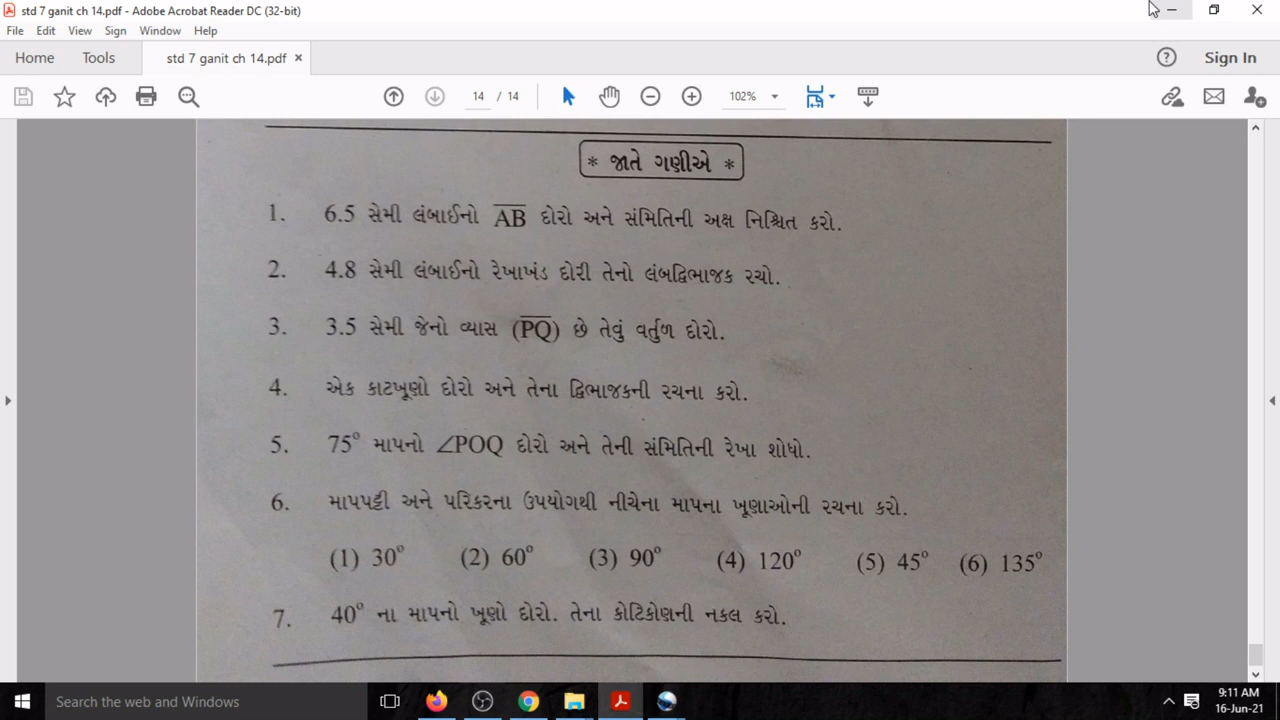 std 7 ganit ch 14.pdf - Adobe Acrobat Reader DC (32-bit)
File Edit View Sign Window Help
Home Tools std 7 ganit ch 14.pdf × Sign In
14 / 14 102%
* જાતે ગણીએ *
1. 6.5 સેમી લંબાઈનો A̅B̅ દોરો અને સંમિતિની અક્ષ નિશ્ચિત કરો.
2. 4.8 સેમી લંબાઈનો રેખાખંડ દોરી તેનો લંબદ્વિભાજક રચો.
3. 3.5 સેમી જેનો વ્યાસ (P̅Q̅) છે તેવું વર્તુળ દોરો.
4. એક કાટખૂણો દોરો અને તેના દ્વિભાજકની રચના કરો.
5. 75° માપનો ∠POQ દોરો અને તેની સંમિતિની રેખા શોધો.
6. માપપટ્ટી અને પરિકરના ઉપયોગથી નીચેના માપના ખૂણાઓની રચના કરો.
(1) 30° (2) 60° (3) 90° (4) 120° (5) 45° (6) 135°
7. 40° ના માપનો ખૂણો દોરો. તેના કોટિકોણની નકલ કરો.
Search the web and Windows
9:11 AM
16-Jun-21